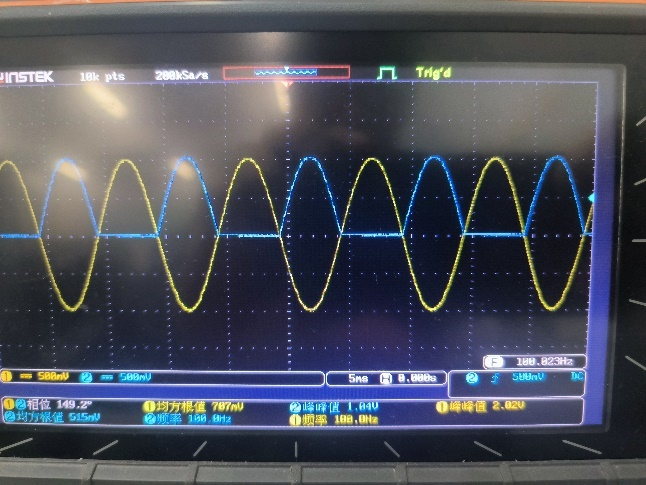 INSTEK 10k pts 200kSa/s Trig'd
F 100.023Hz
1 500mV 2 500mV 5ms H 0.000s 2 500mV DC
1 2 相位 149.2° 1 均方根值 707mV 2 峰峰值 1.04V 1 峰峰值 2.02V
2 均方根值 515mV 2 频率 100.0Hz 1 频率 100.0Hz